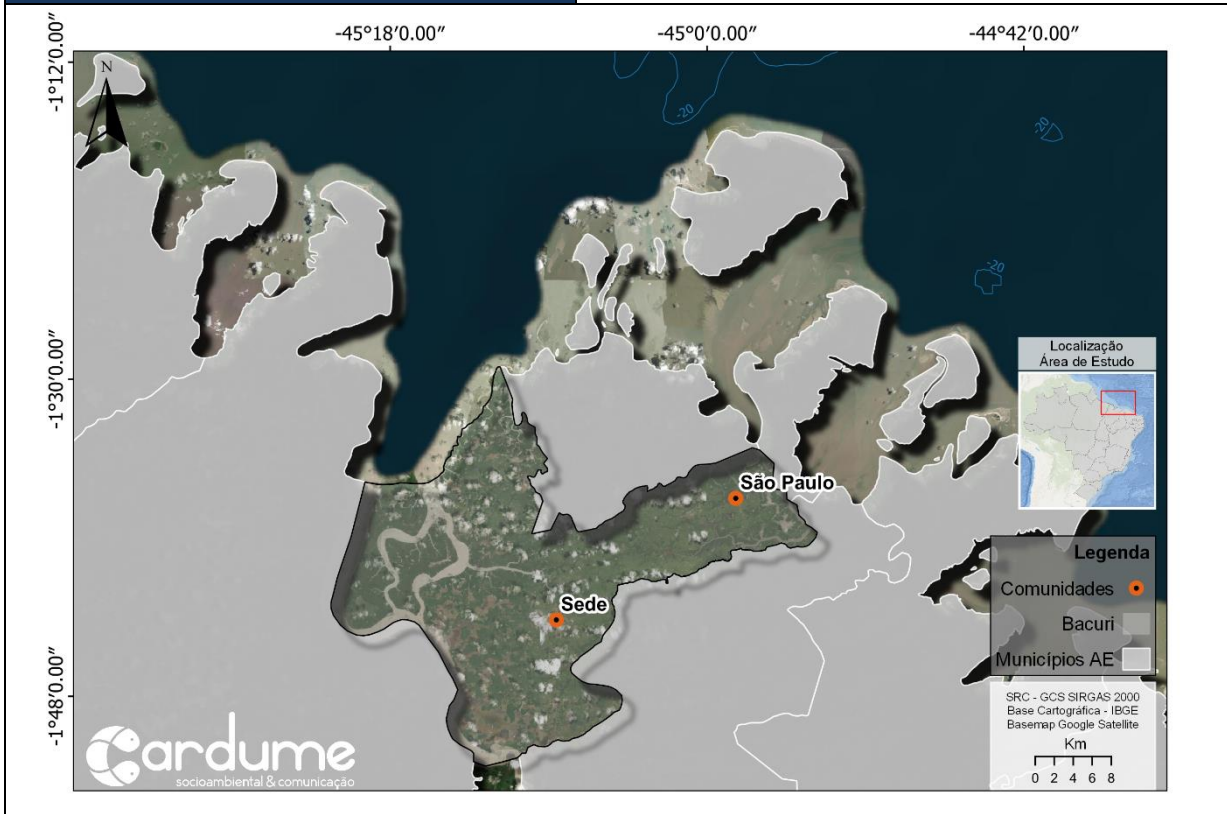 -45°18'0.00"
-45°0'0.00"
-44°42'0.00"
-1°12'0.00"
N
-20
-20
-20
-1°30'0.00"
Localização
Área de Estudo
São Paulo
Sede
Legenda
Comunidades
Bacuri
Municípios AE
-1°48'0.00"
SRC - GCS SIRGAS 2000
Base Cartográfica - IBGE
Basemap Google Satellite
Km
0 2 4 6 8
Cardume
socioambiental & comunicação